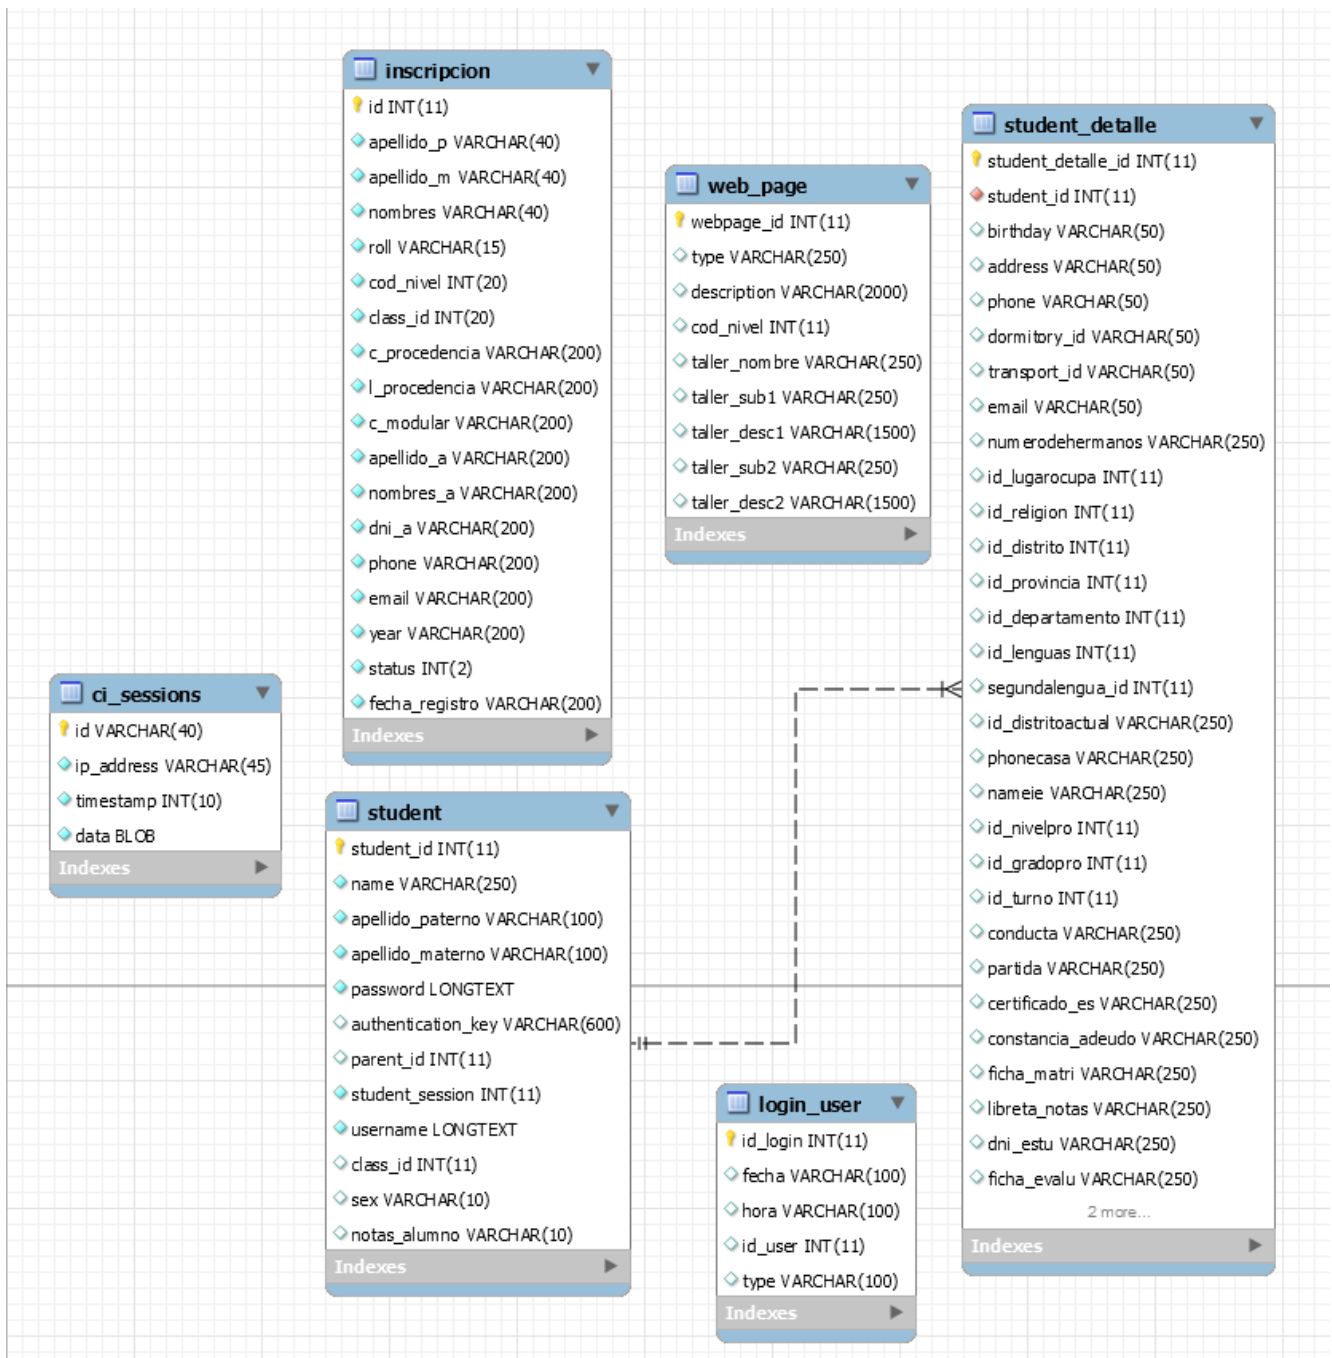 inscripcion
id INT(11)
apellido_p VARCHAR(40)
apellido_m VARCHAR(40)
nombres VARCHAR(40)
roll VARCHAR(15)
cod_nivel INT(20)
class_id INT(20)
c_procedencia VARCHAR(200)
l_procedencia VARCHAR(200)
c_modular VARCHAR(200)
apellido_a VARCHAR(200)
nombres_a VARCHAR(200)
dni_a VARCHAR(200)
phone VARCHAR(200)
email VARCHAR(200)
year VARCHAR(200)
status INT(2)
fecha_registro VARCHAR(200)
Indexes
web_page
webpage_id INT(11)
type VARCHAR(250)
description VARCHAR(2000)
cod_nivel INT(11)
taller_nombre VARCHAR(250)
taller_sub1 VARCHAR(250)
taller_desc1 VARCHAR(1500)
taller_sub2 VARCHAR(250)
taller_desc2 VARCHAR(1500)
Indexes
student_detalle
student_detalle_id INT(11)
student_id INT(11)
birthday VARCHAR(50)
address VARCHAR(50)
phone VARCHAR(50)
dormitory_id VARCHAR(50)
transport_id VARCHAR(50)
email VARCHAR(50)
numerodehermanos VARCHAR(250)
id_lugarocupa INT(11)
id_religion INT(11)
id_distrito INT(11)
id_provincia INT(11)
id_departamento INT(11)
id_lenguas INT(11)
segundalengua_id INT(11)
id_distritoactual VARCHAR(250)
phonecasa VARCHAR(250)
nameie VARCHAR(250)
id_nivelpro INT(11)
id_gradopro INT(11)
id_turno INT(11)
conducta VARCHAR(250)
partida VARCHAR(250)
certificado_es VARCHAR(250)
constancia_adeudo VARCHAR(250)
ficha_matri VARCHAR(250)
libreta_notas VARCHAR(250)
dni_estu VARCHAR(250)
ficha_evalu VARCHAR(250)
2 more...
Indexes
ci_sessions
id VARCHAR(40)
ip_address VARCHAR(45)
timestamp INT(10)
data BLOB
Indexes
student
student_id INT(11)
name VARCHAR(250)
apellido_paterno VARCHAR(100)
apellido_materno VARCHAR(100)
password LONGTEXT
authentication_key VARCHAR(600)
parent_id INT(11)
student_session INT(11)
username LONGTEXT
class_id INT(11)
sex VARCHAR(10)
notas_alumno VARCHAR(10)
Indexes
login_user
id_login INT(11)
fecha VARCHAR(100)
hora VARCHAR(100)
id_user INT(11)
type VARCHAR(100)
Indexes